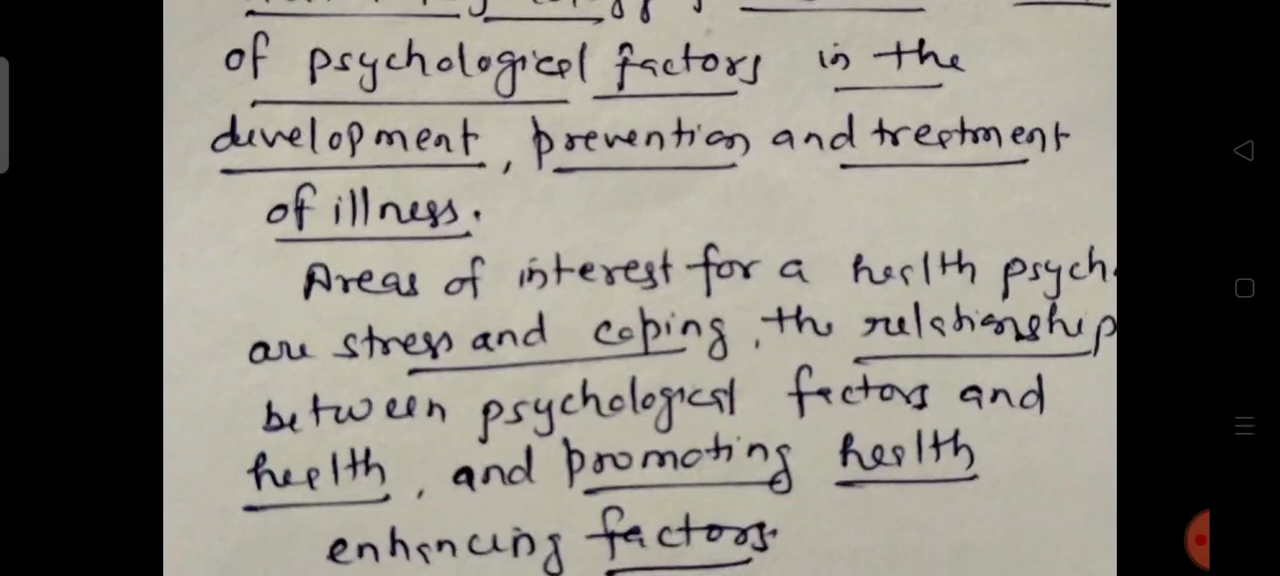 of psychological factors in the
development, prevention and treatment
of illness.
Areas of interest for a health psych.
are stress and coping, the relationship
between psychological factors and
health, and promoting health
enhancing factors